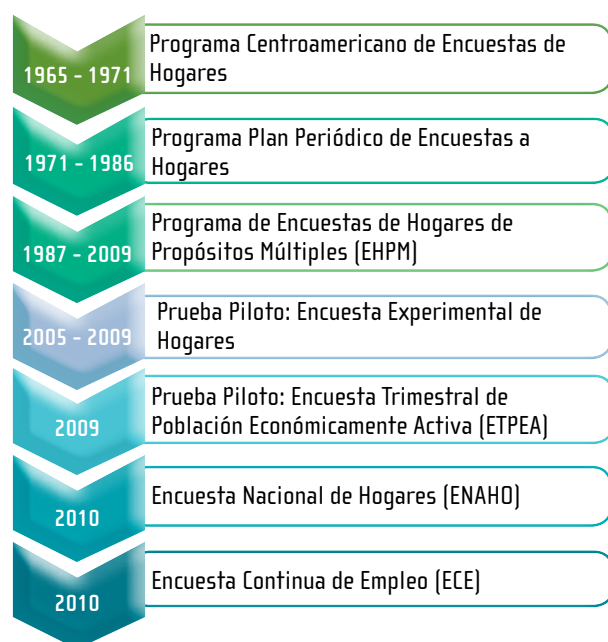 1965 - 1971
Programa Centroamericano de Encuestas de
Hogares
1971 - 1986
Programa Plan Periódico de Encuestas a
Hogares
1987 - 2009
Programa de Encuestas de Hogares de
Propósitos Múltiples (EHPM)
2005 - 2009
Prueba Piloto: Encuesta Experimental de
Hogares
2009
Prueba Piloto: Encuesta Trimestral de
Población Económicamente Activa (ETPEA)
2010
Encuesta Nacional de Hogares (ENAHO)
2010
Encuesta Continua de Empleo (ECE)